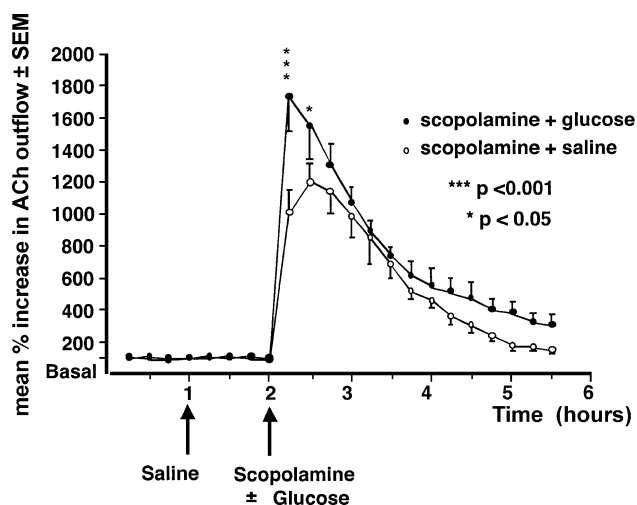 mean % increase in ACh outflow ± SEM
2000
1800
1600
1400
1200
1000
800
600
400
200
Basal
***
*
scopolamine + glucose
scopolamine + saline
*** p <0.001
* p < 0.05
1 2 3 4 5 6
Time (hours)
Saline
Scopolamine
± Glucose